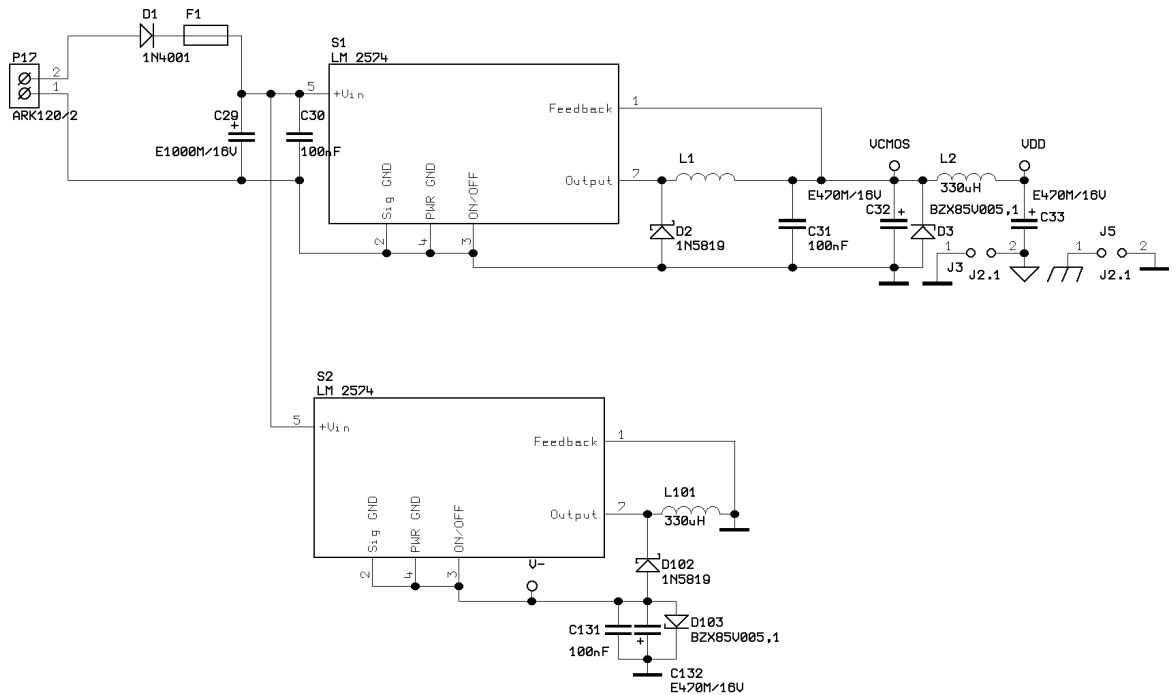 D1
F1
1N4001
P17
2
1
ARK120/2
S1
LM 2574
5
+Vin
C29
+
E1000M/16V
C30
100nF
Feedback
1
Output
7
Sig GND
PWR GND
ON/OFF
2
4
3
L1
D2
1N5819
C31
100nF
E470M/16V
VCMOS
C32
+
L2
330uH
BZX85V005,1
D3
VDD
E470M/16V
+
C33
1
2
J3
J2.1
1
J5
2
J2.1
S2
LM 2574
5
+Vin
Feedback
1
Output
7
Sig GND
PWR GND
ON/OFF
2
4
3
L101
330uH
D102
1N5819
V-
C131
100nF
+
D103
BZX85V005,1
C132
E470M/16V